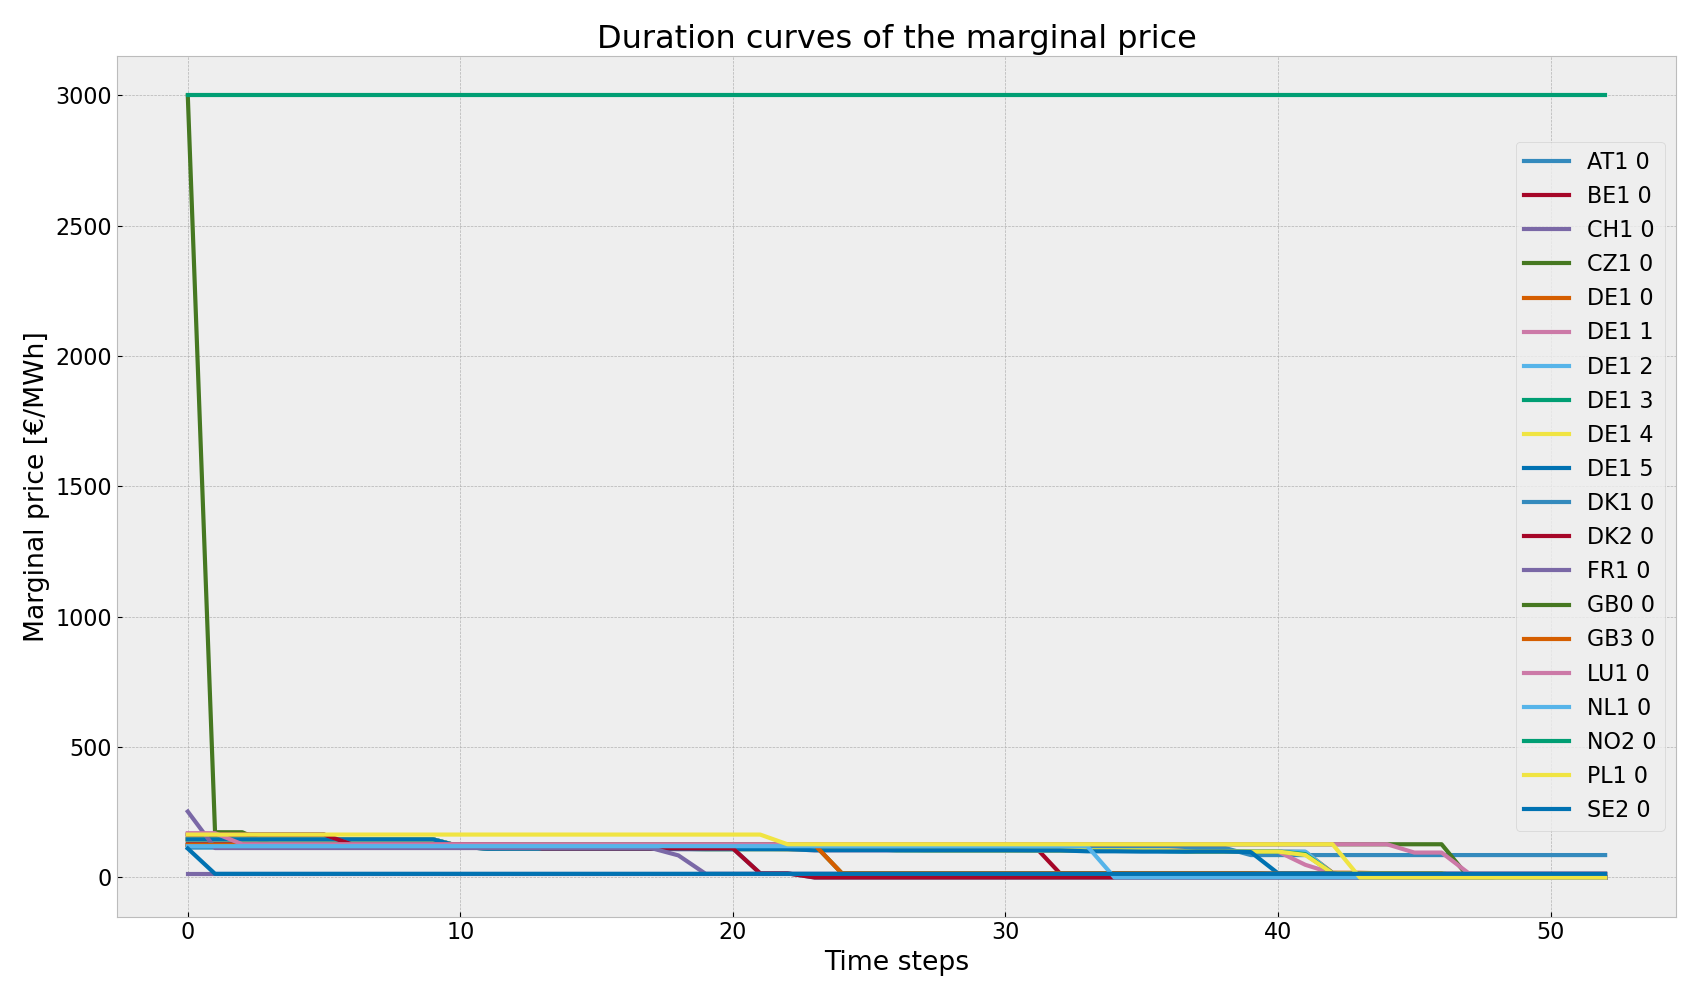 Duration curves of the marginal price
Marginal price [€/MWh]
3000
2500
2000
1500
1000
500
0
0 10 20 30 40 50
Time steps
AT1 0
BE1 0
CH1 0
CZ1 0
DE1 0
DE1 1
DE1 2
DE1 3
DE1 4
DE1 5
DK1 0
DK2 0
FR1 0
GB0 0
GB3 0
LU1 0
NL1 0
NO2 0
PL1 0
SE2 0